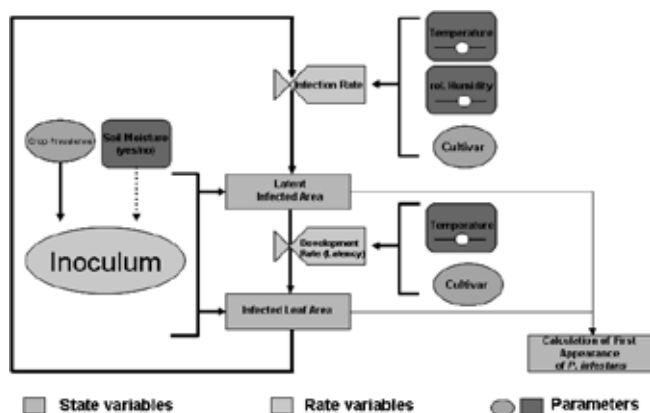 Temperature
Infection Rate
rel. Humidity
Crop Prevalence
Soil Moisture
(yes/no)
Cultivar
Latent
Infected Area
Inoculum
Development
Rate (Latency)
Temperature
Cultivar
Infected Leaf Area
Calculation of First
Appearance
of P. infestans
State variables
Rate variables
Parameters